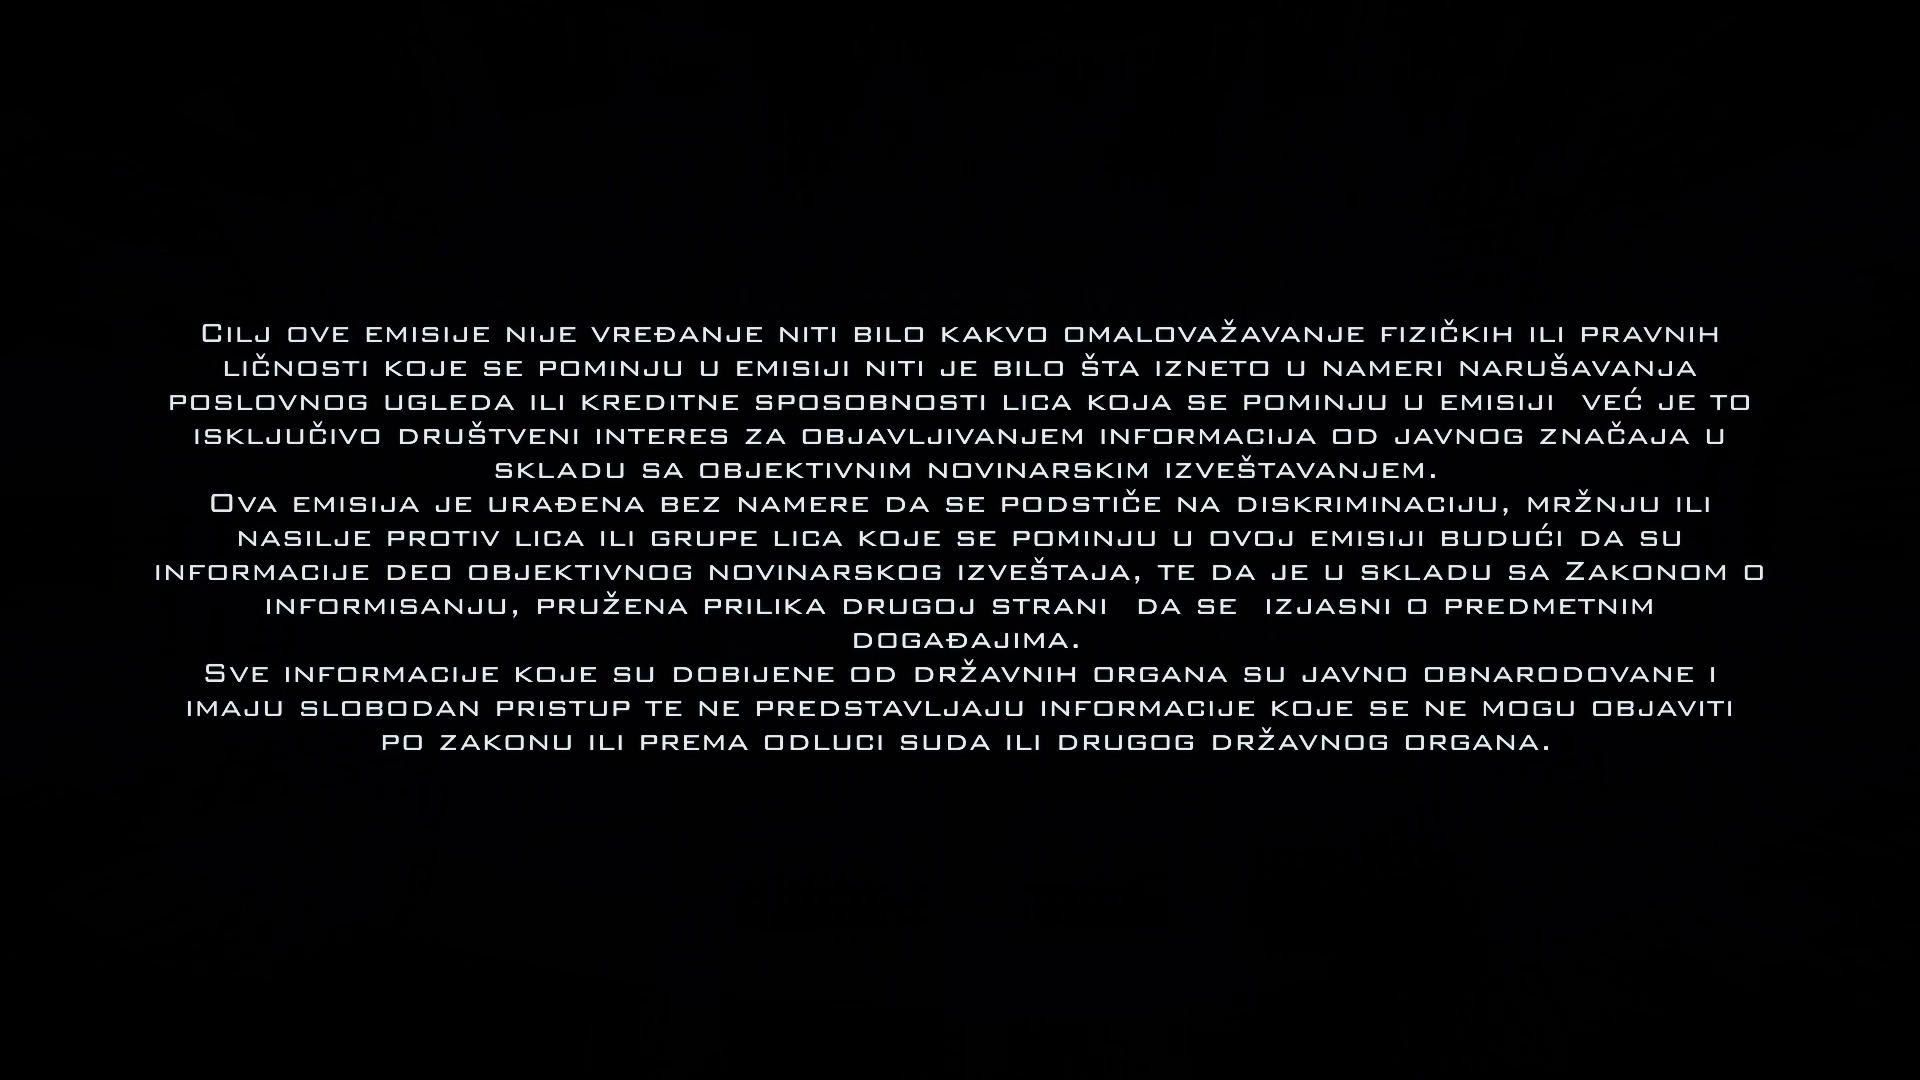 Cilj ove emisije nije vređanje niti bilo kakvo omalovažavanje fizičkih ili pravnih
ličnosti koje se pominju u emisiji niti je bilo šta izneto u nameri narušavanja
poslovnog ugleda ili kreditne sposobnosti lica koja se pominju u emisiji  već je to
isključivo društveni interes za objavljivanjem informacija od javnog značaja u
skladu sa objektivnim novinarskim izveštavanjem.
Ova emisija je urađena bez namere da se podstiče na diskriminaciju, mržnju ili
nasilje protiv lica ili grupe lica koje se pominju u ovoj emisiji budući da su
informacije deo objektivnog novinarskog izveštaja, te da je u skladu sa Zakonom o
informisanju, pružena prilika drugoj strani  da se  izjasni o predmetnim
događajima.
Sve informacije koje su dobijene od državnih organa su javno obnarodovane i
imaju slobodan pristup te ne predstavljaju informacije koje se ne mogu objaviti
po zakonu ili prema odluci suda ili drugog državnog organa.